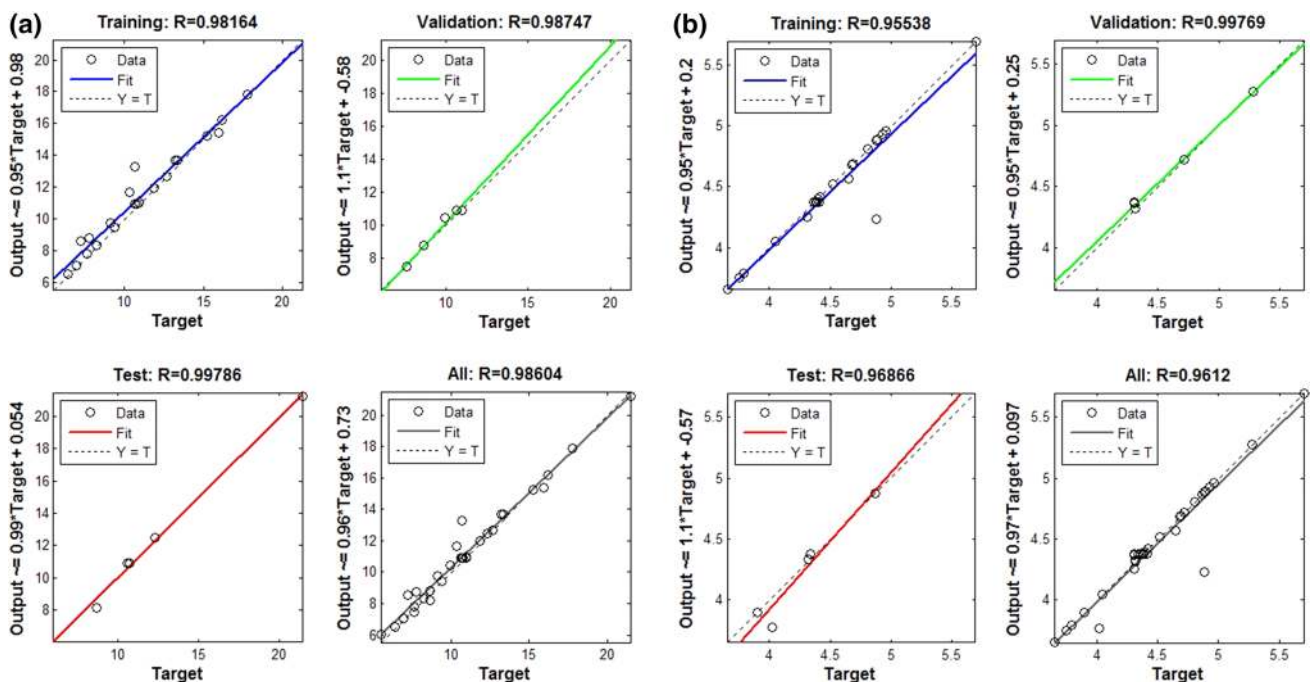 (a)
Training: R=0.98164
Output ~= 0.95*Target + 0.98
Data
Fit
Y = T
20
18
16
14
12
10
8
6
10
15
20
Target
Validation: R=0.98747
Output ~= 1.1*Target + -0.58
Data
Fit
Y = T
20
18
16
14
12
10
8
10
15
20
Target
Test: R=0.99786
Output ~= 0.99*Target + 0.054
Data
Fit
Y = T
20
18
16
14
12
10
8
10
15
20
Target
All: R=0.98604
Output ~= 0.96*Target + 0.73
Data
Fit
Y = T
20
18
16
14
12
10
8
6
10
15
20
Target
(b)
Training: R=0.95538
Output ~= 0.95*Target + 0.2
Data
Fit
Y = T
5.5
5
4.5
4
4
4.5
5
5.5
Target
Validation: R=0.99769
Output ~= 0.95*Target + 0.25
Data
Fit
Y = T
5.5
5
4.5
4
4
4.5
5
5.5
Target
Test: R=0.96866
Output ~= 1.1*Target + -0.57
Data
Fit
Y = T
5.5
5
4.5
4
4
4.5
5
5.5
Target
All: R=0.9612
Output ~= 0.97*Target + 0.097
Data
Fit
Y = T
5.5
5
4.5
4
4
4.5
5
5.5
Target